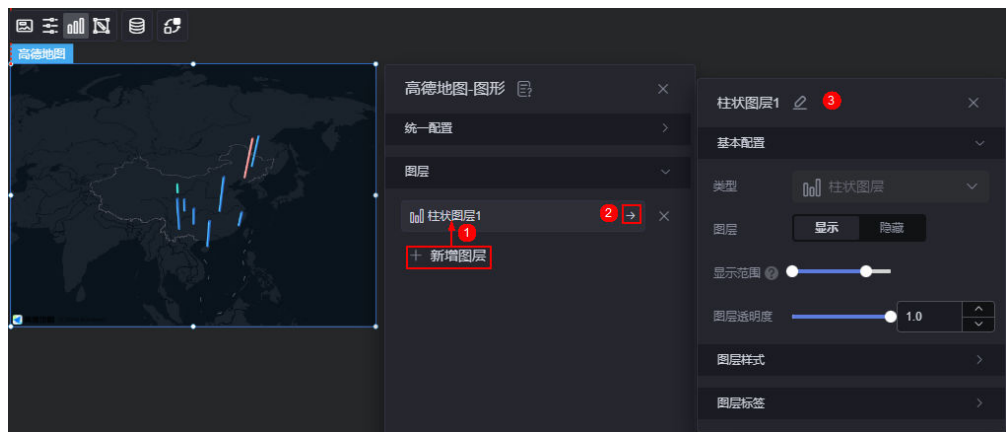 高德地图
高德地图-图形
统一配置
图层
柱状图层1
2
1
新增图层
柱状图层1
3
基本配置
类型
柱状图层
图层
显示
隐藏
显示范围
图层透明度
1.0
图层样式
图层标签